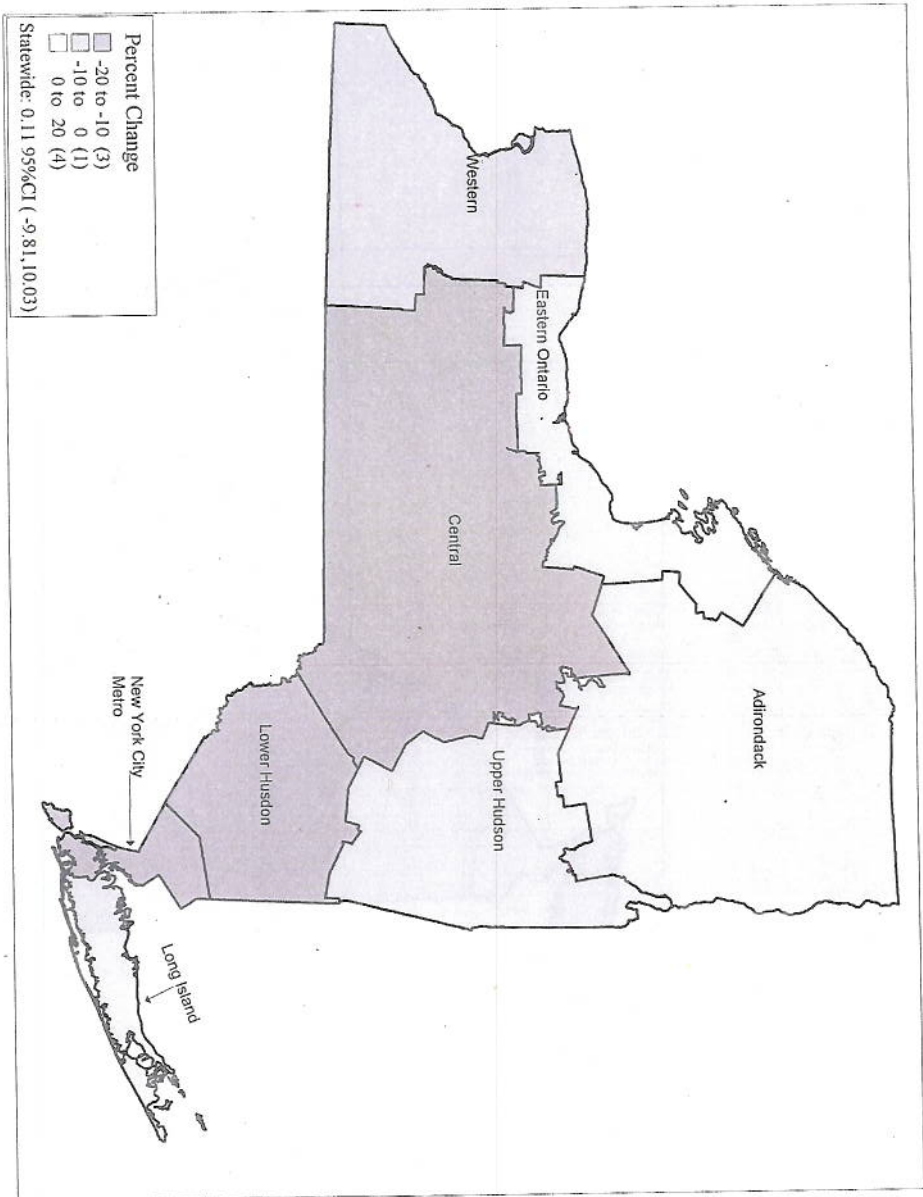 Western
Eastern Ontario
Central
Adirondack
Upper Hudson
Lower Husdon
New York City
Metro
Long Island
Percent Change
-20 to -10 (3)
-10 to 0 (1)
0 to 20 (4)
Statewide: 0.11 95%CI ( -9.81,10.03)